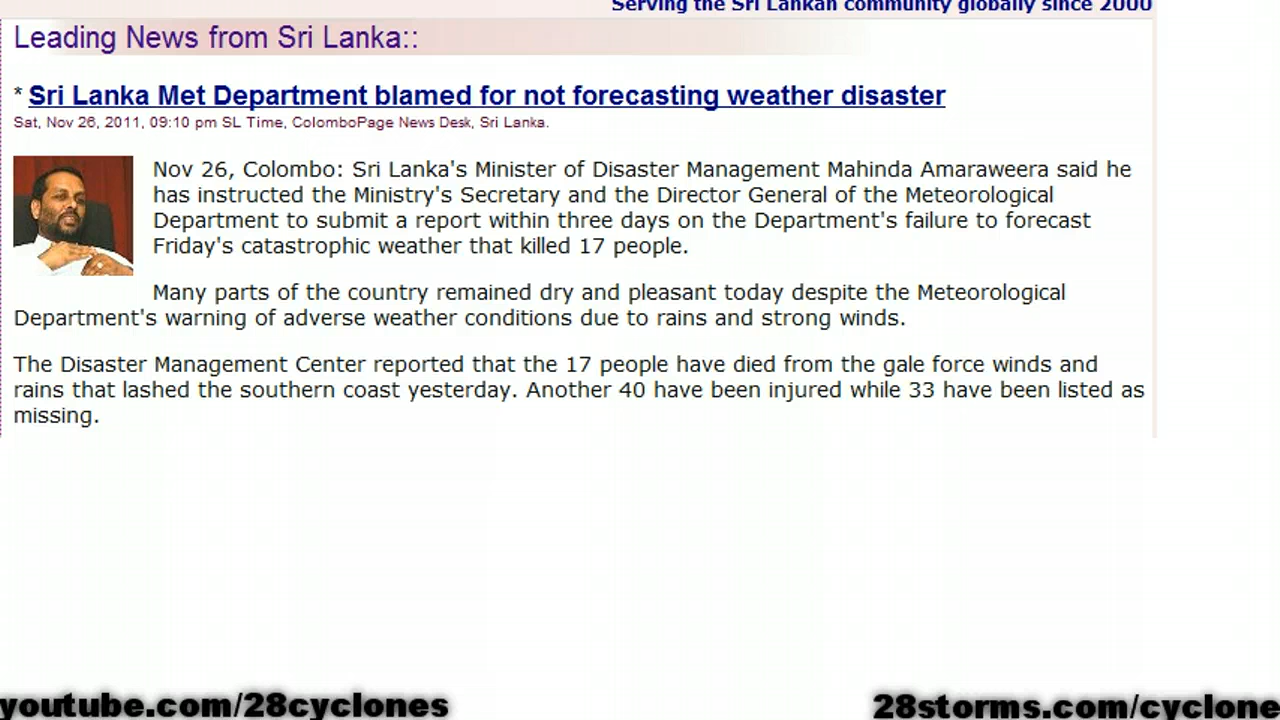 Serving the Sri Lankan community globally since 2000
Leading News from Sri Lanka::
* Sri Lanka Met Department blamed for not forecasting weather disaster
Sat, Nov 26, 2011, 09:10 pm SL Time, ColomboPage News Desk, Sri Lanka.
Nov 26, Colombo: Sri Lanka's Minister of Disaster Management Mahinda Amaraweera said he
has instructed the Ministry's Secretary and the Director General of the Meteorological
Department to submit a report within three days on the Department's failure to forecast
Friday's catastrophic weather that killed 17 people.
Many parts of the country remained dry and pleasant today despite the Meteorological
Department's warning of adverse weather conditions due to rains and strong winds.
The Disaster Management Center reported that the 17 people have died from the gale force winds and
rains that lashed the southern coast yesterday. Another 40 have been injured while 33 have been listed as
missing.
youtube.com/28cyclones
28storms.com/cyclone